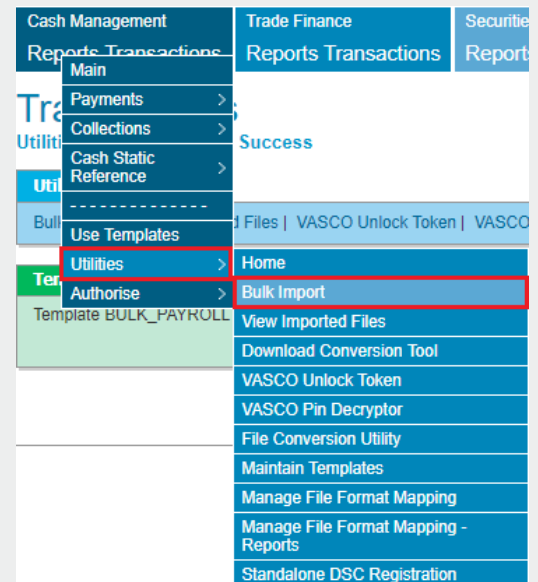 Cash Management
Trade Finance
Securitie
Reports Transactions
Reports Transactions
Report
Main
Payments >
Collections >
Success
Cash Static
Reference >
--------------
Files | VASCO Unlock Token | VASCO
Use Templates
Utilities >
Home
Authorise >
Bulk Import
Template BULK_PAYROLL
View Imported Files
Download Conversion Tool
VASCO Unlock Token
VASCO Pin Decryptor
File Conversion Utility
Maintain Templates
Manage File Format Mapping
Manage File Format Mapping -
Reports
Standalone DSC Registration